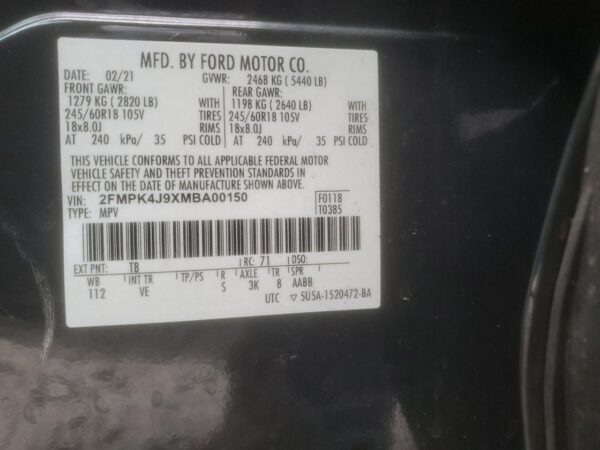 MFD. BY FORD MOTOR CO.
DATE: 02/21 GVWR: 2468 KG ( 5440 LB)
FRONT GAWR: REAR GAWR:
1279 KG ( 2820 LB) WITH 1198 KG ( 2640 LB) WITH
245/60R18 105V TIRES 245/60R18 105V TIRES
18x8.0J RIMS 18x8.0J RIMS
AT 240 kPa/ 35 PSI COLD AT 240 kPa/ 35 PSI COLD
THIS VEHICLE CONFORMS TO ALL APPLICABLE FEDERAL MOTOR
VEHICLE SAFETY AND THEFT PREVENTION STANDARDS IN
EFFECT ON THE DATE OF MANUFACTURE SHOWN ABOVE.
VIN: 2FMPK4J9XMBA00150 F0118
TYPE: MPV T0385
EXT PNT: TB RC: 71 DSO:
WB INT TR TP/PS R AXLE TR SPR
112 VE S 3K 8 AABB
UTC ▽ 5U5A-1520472-BA